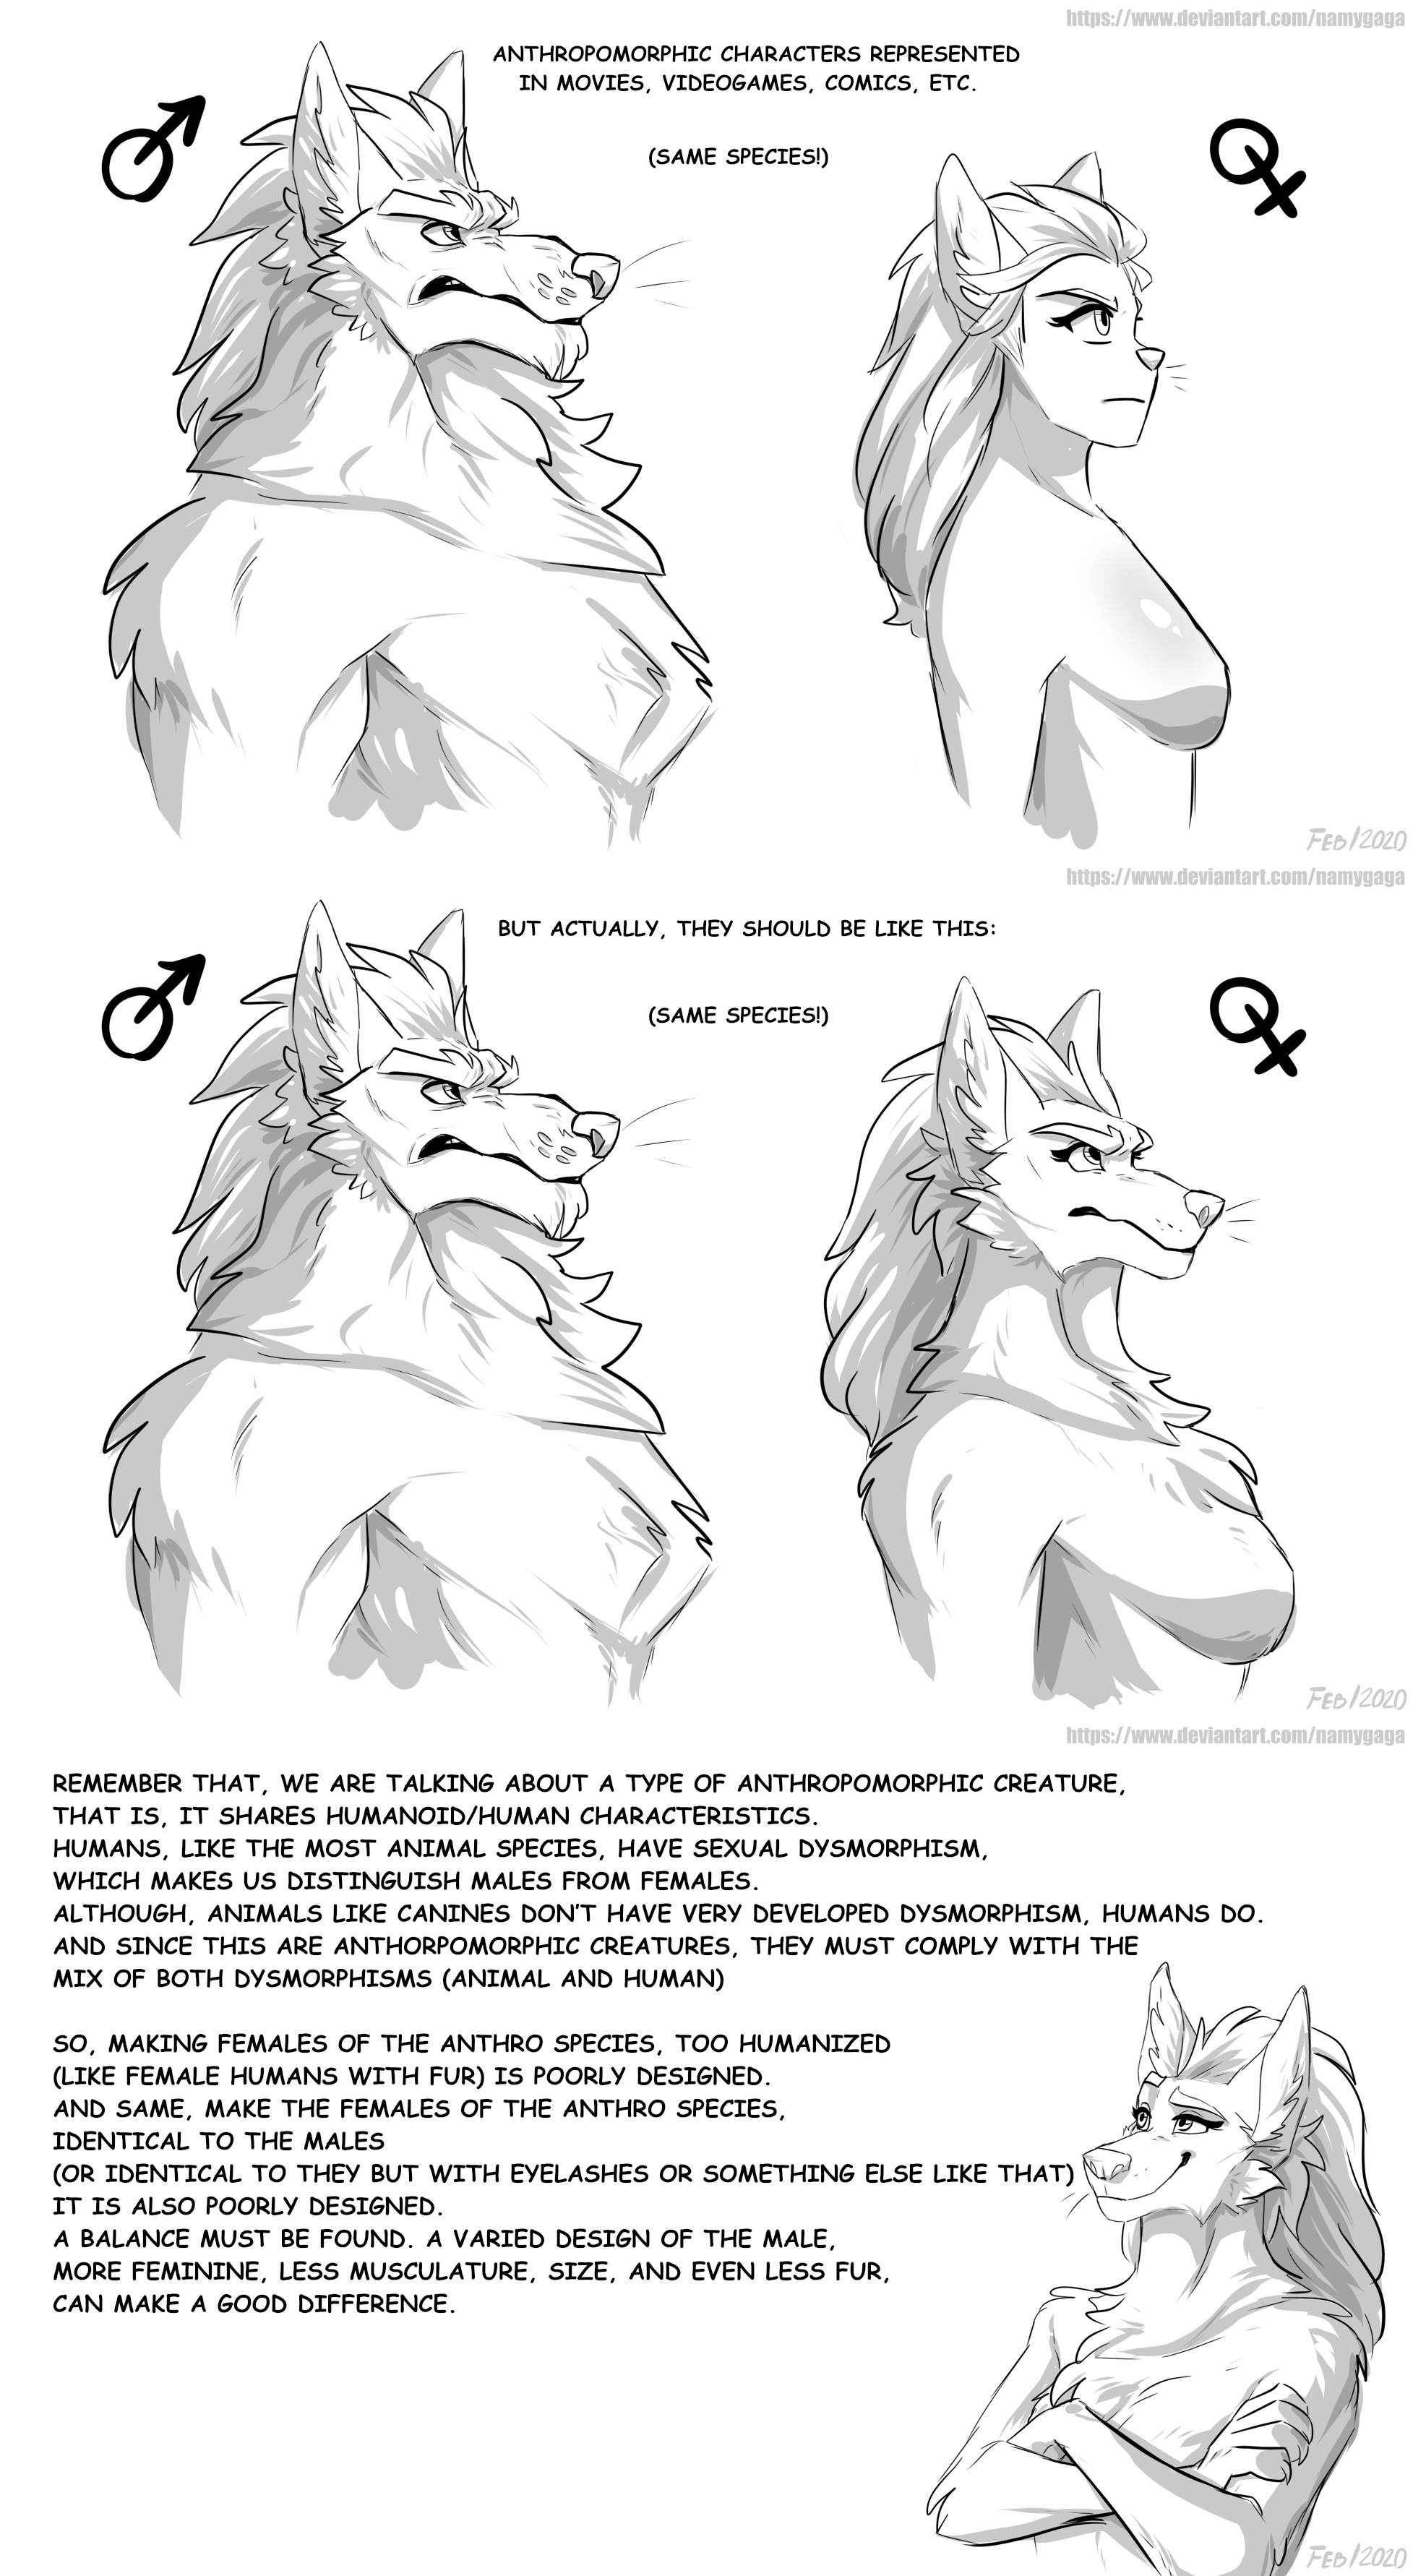 https://www.deviantart.com/namygaga
ANTHROPOMORPHIC CHARACTERS REPRESENTED
IN MOVIES, VIDEOGAMES, COMICS, ETC.
(SAME SPECIES!)
FEB/2020
https://www.deviantart.com/namygaga
BUT ACTUALLY, THEY SHOULD BE LIKE THIS:
(SAME SPECIES!)
FEB/2020
https://www.deviantart.com/namygaga
REMEMBER THAT, WE ARE TALKING ABOUT A TYPE OF ANTHROPOMORPHIC CREATURE,
THAT IS, IT SHARES HUMANOID/HUMAN CHARACTERISTICS.
HUMANS, LIKE THE MOST ANIMAL SPECIES, HAVE SEXUAL DYSMORPHISM,
WHICH MAKES US DISTINGUISH MALES FROM FEMALES.
ALTHOUGH, ANIMALS LIKE CANINES DON'T HAVE VERY DEVELOPED DYSMORPHISM, HUMANS DO.
AND SINCE THIS ARE ANTHORPOMORPHIC CREATURES, THEY MUST COMPLY WITH THE
MIX OF BOTH DYSMORPHISMS (ANIMAL AND HUMAN)
SO, MAKING FEMALES OF THE ANTHRO SPECIES, TOO HUMANIZED
(LIKE FEMALE HUMANS WITH FUR) IS POORLY DESIGNED.
AND SAME, MAKE THE FEMALES OF THE ANTHRO SPECIES,
IDENTICAL TO THE MALES
(OR IDENTICAL TO THEY BUT WITH EYELASHES OR SOMETHING ELSE LIKE THAT)
IT IS ALSO POORLY DESIGNED.
A BALANCE MUST BE FOUND. A VARIED DESIGN OF THE MALE,
MORE FEMININE, LESS MUSCULATURE, SIZE, AND EVEN LESS FUR,
CAN MAKE A GOOD DIFFERENCE.
FEB/2020